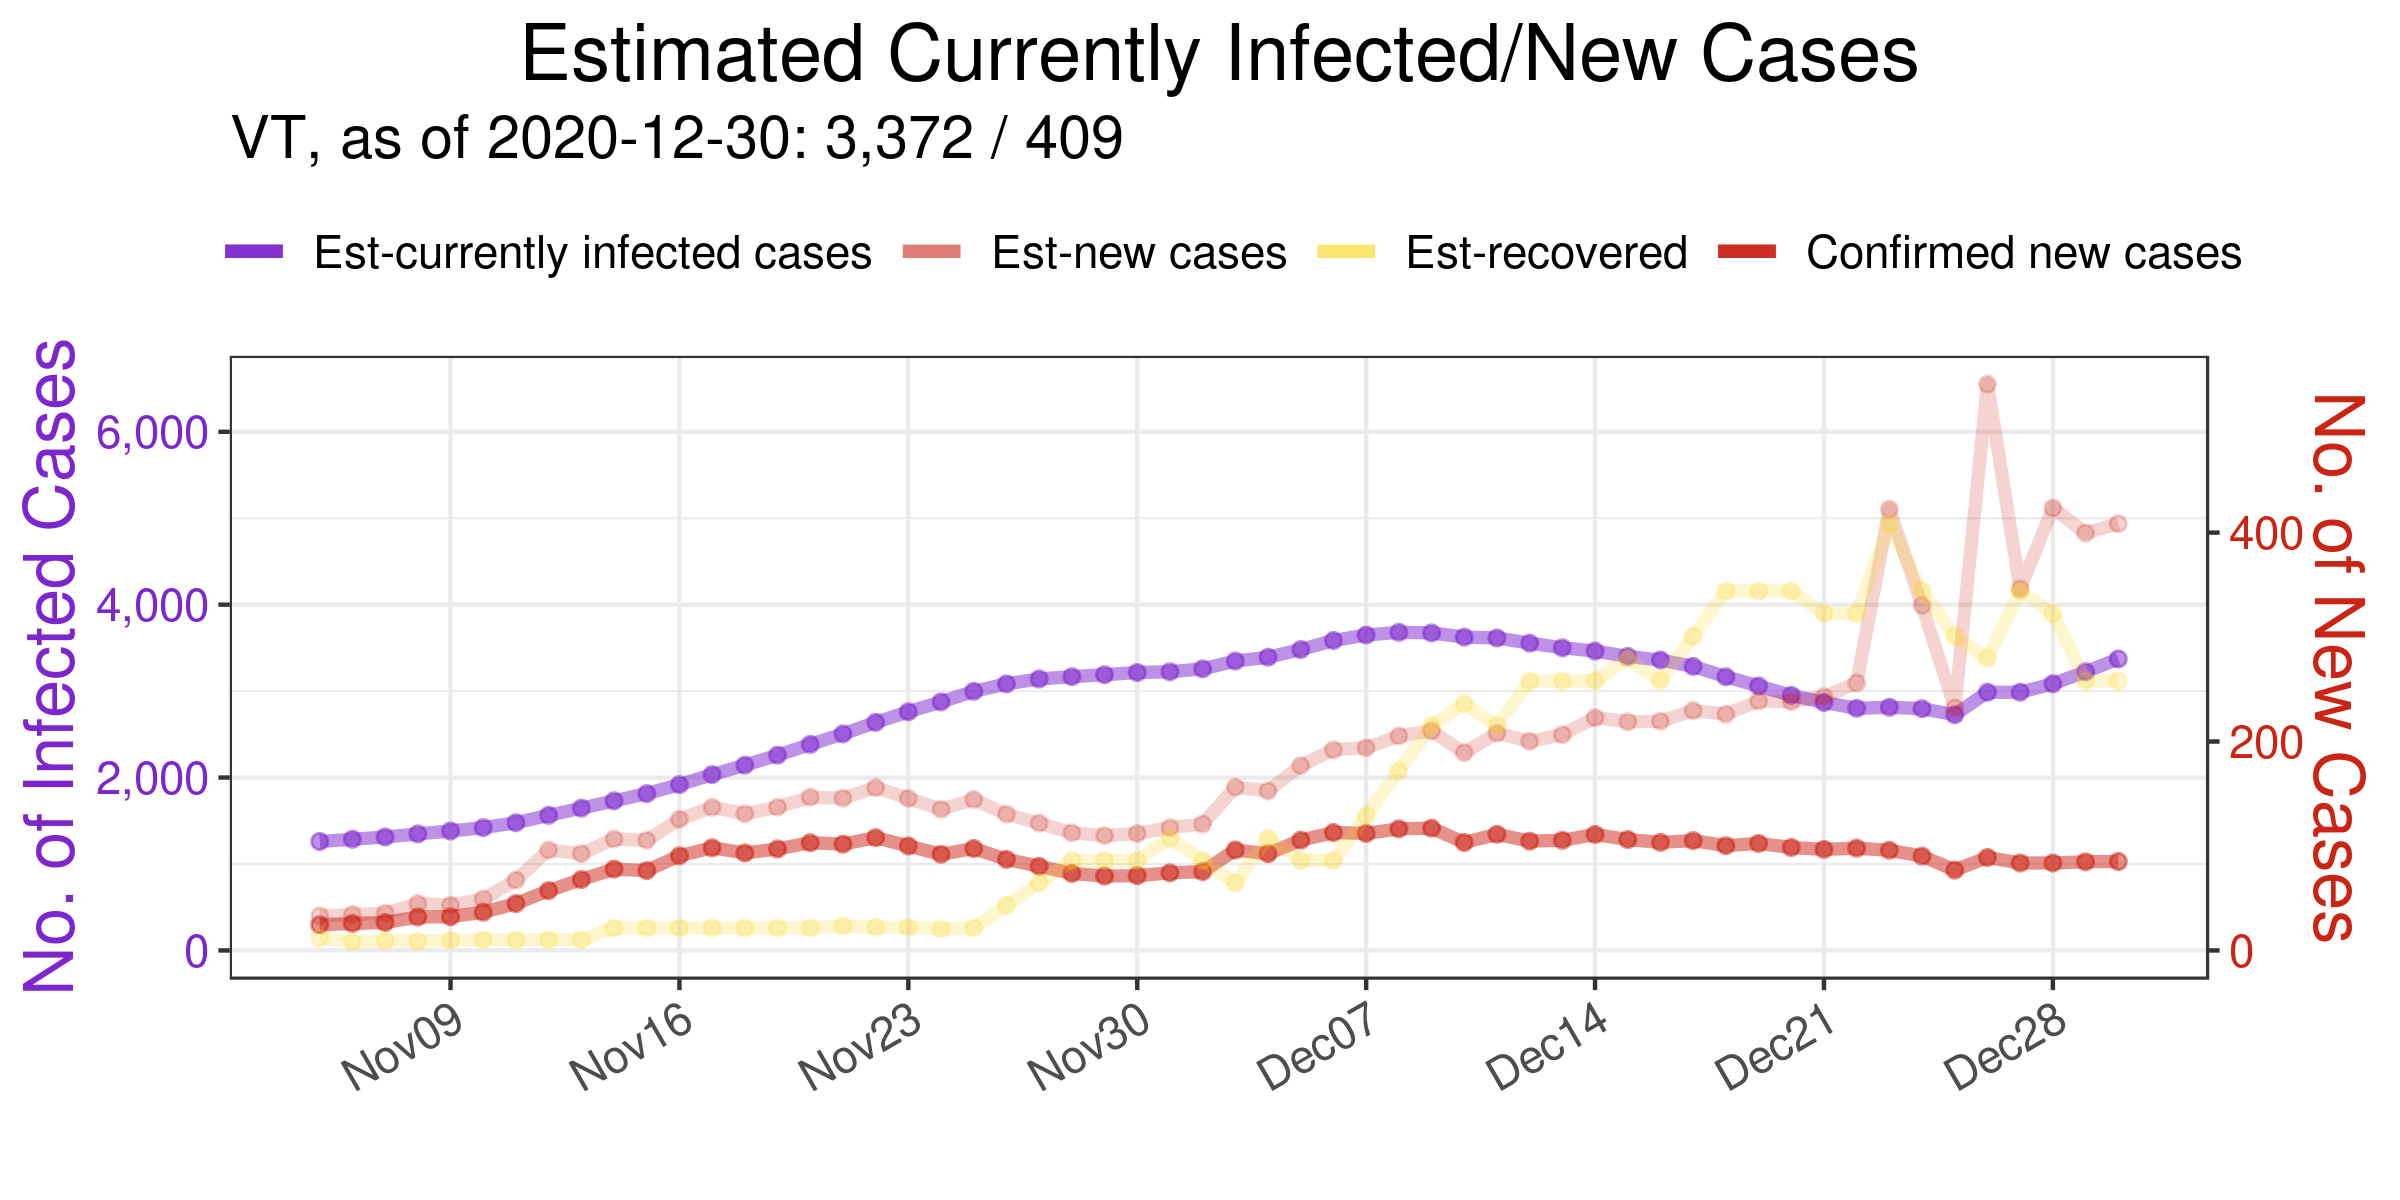 Estimated Currently Infected/New Cases
VT, as of 2020-12-30: 3,372 / 409
Est-currently infected cases Est-new cases Est-recovered Confirmed new cases
No. of Infected Cases
6,000
4,000
2,000
0
400
200
0
No. of New Cases
Nov09 Nov16 Nov23 Nov30 Dec07 Dec14 Dec21 Dec28